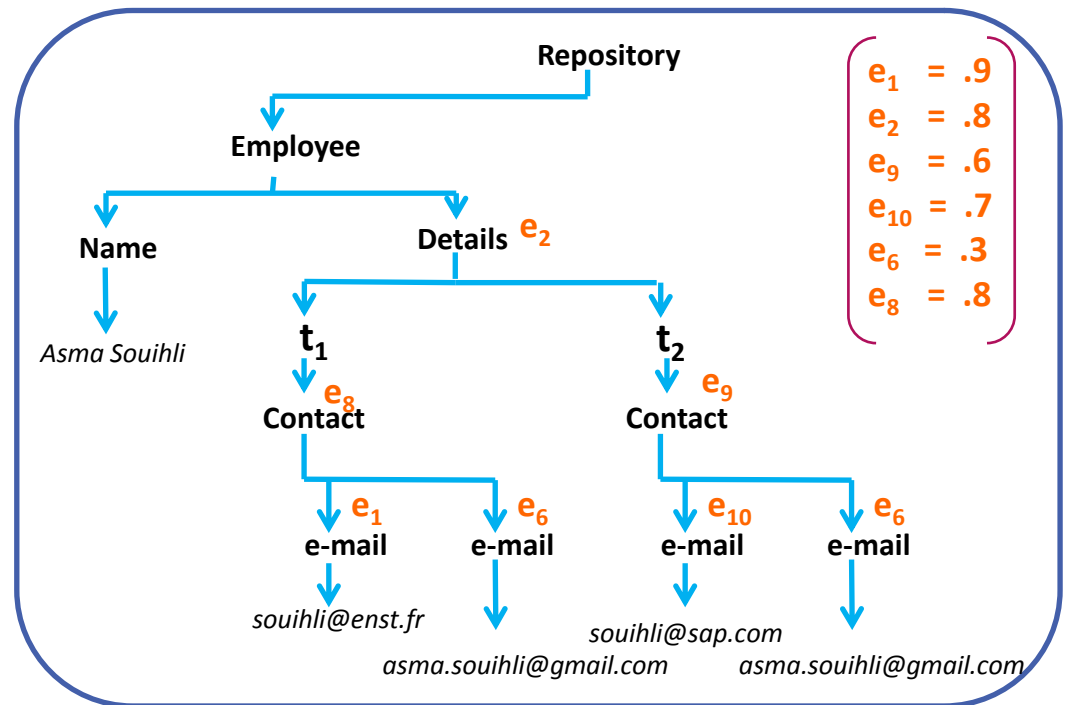 Repository
Employee
Name
Details e₂
Asma Souihli
t₁
t₂
e₈
Contact
e₉
Contact
e₁
e-mail
e₆
e-mail
e₁₀
e-mail
e₆
e-mail
souihli@enst.fr
asma.souihli@gmail.com
souihli@sap.com
asma.souihli@gmail.com
e₁ = .9
e₂ = .8
e₉ = .6
e₁₀ = .7
e₆ = .3
e₈ = .8